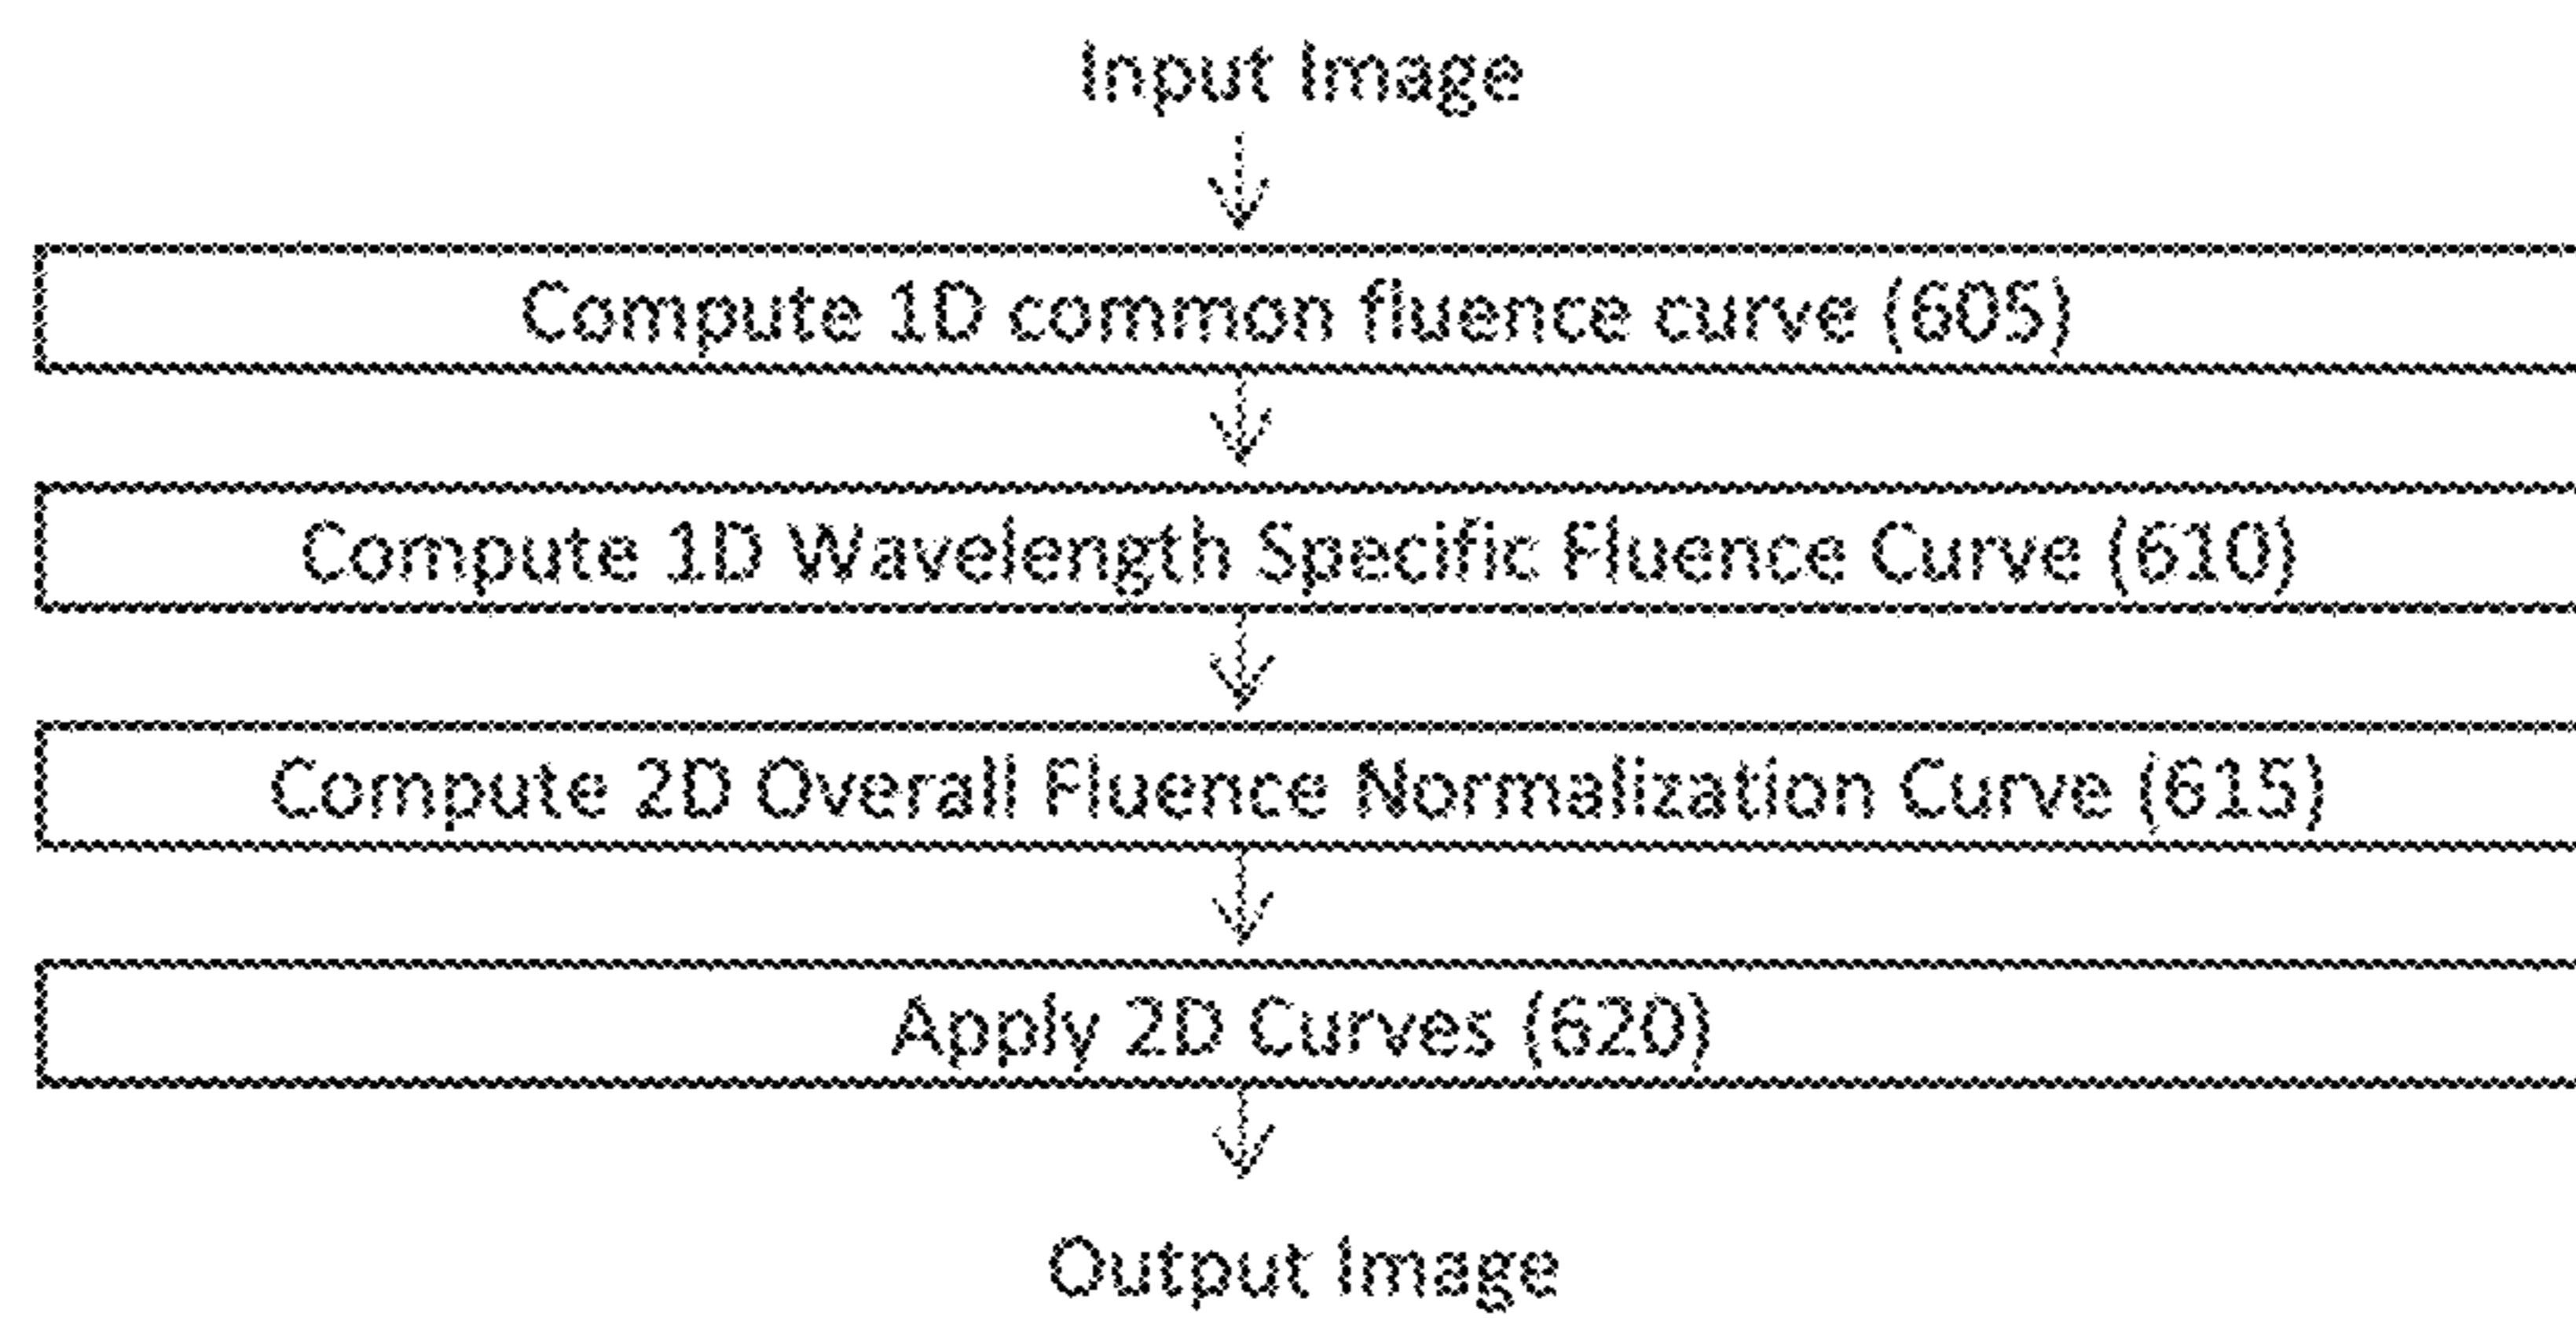 Input Image
Compute 1D common fluence curve (605)
Compute 1D Wavelength Specific Fluence Curve (610)
Compute 2D Overall Fluence Normalization Curve (615)
Apply 2D Curves (620)
Output Image